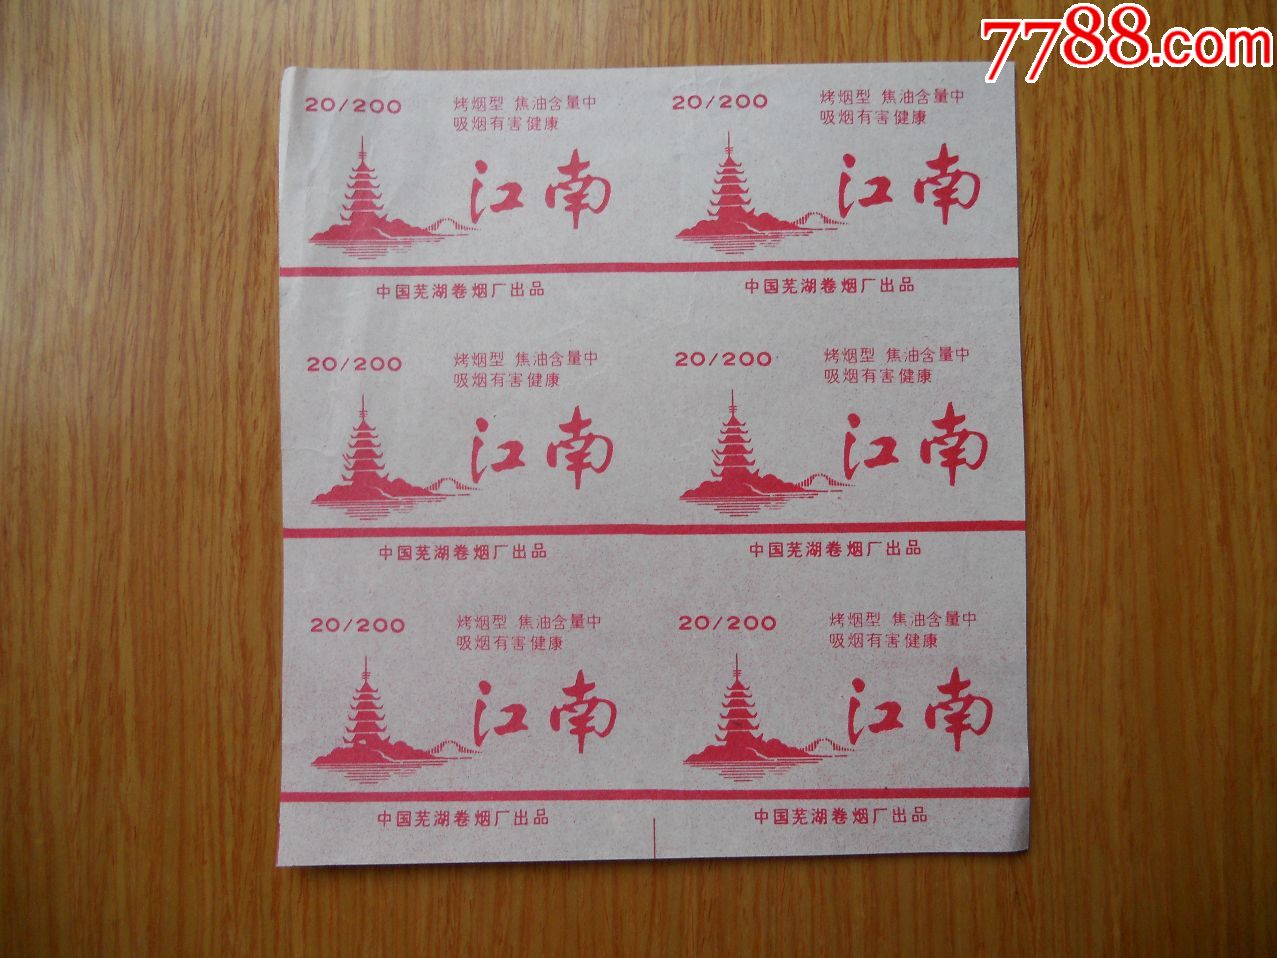 7788.com
20/200
烤烟型 焦油含量中
吸烟有害健康
江南
中国芜湖卷烟厂出品
20/200
烤烟型 焦油含量中
吸烟有害健康
江南
中国芜湖卷烟厂出品
20/200
烤烟型 焦油含量中
吸烟有害健康
江南
中国芜湖卷烟厂出品
20/200
烤烟型 焦油含量中
吸烟有害健康
江南
中国芜湖卷烟厂出品
20/200
烤烟型 焦油含量中
吸烟有害健康
江南
中国芜湖卷烟厂出品
20/200
烤烟型 焦油含量中
吸烟有害健康
江南
中国芜湖卷烟厂出品